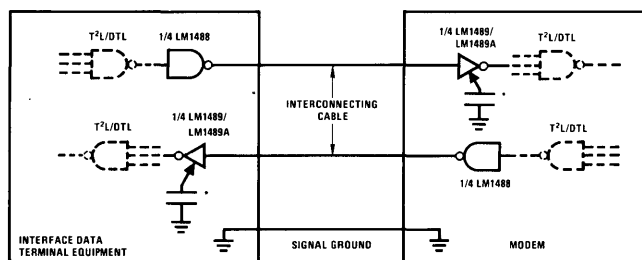 T²L/DTL
1/4 LM1488
1/4 LM1489/
LM1489A
T²L/DTL
INTERCONNECTING
CABLE
T²L/DTL
1/4 LM1489/
LM1489A
T²L/DTL
1/4 LM1488
INTERFACE DATA
TERMINAL EQUIPMENT
SIGNAL GROUND
MODEM